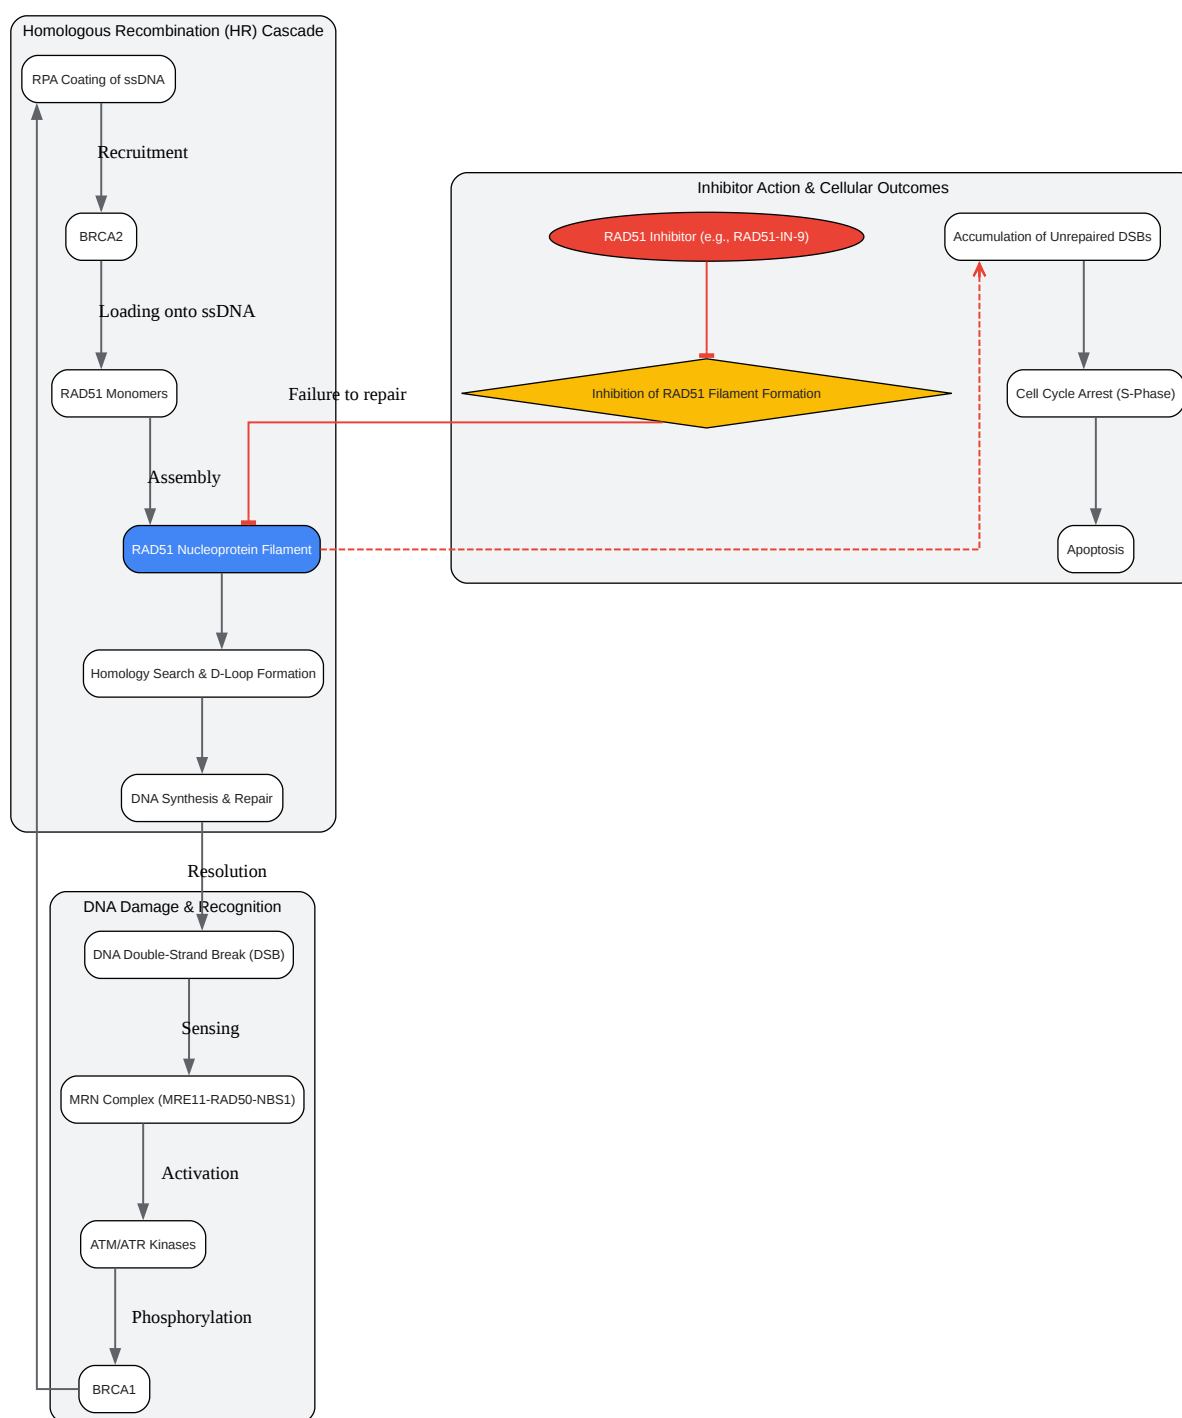 Homologous Recombination (HR) Cascade
RPA Coating of ssDNA
Recruitment
BRCA2
Loading onto ssDNA
RAD51 Monomers
Assembly
RAD51 Nucleoprotein Filament
Homology Search & D-Loop Formation
DNA Synthesis & Repair
Resolution
DNA Damage & Recognition
DNA Double-Strand Break (DSB)
Sensing
MRN Complex (MRE11-RAD50-NBS1)
Activation
ATM/ATR Kinases
Phosphorylation
BRCA1
Inhibitor Action & Cellular Outcomes
RAD51 Inhibitor (e.g., RAD51-IN-9)
Inhibition of RAD51 Filament Formation
Failure to repair
Accumulation of Unrepaired DSBs
Cell Cycle Arrest (S-Phase)
Apoptosis